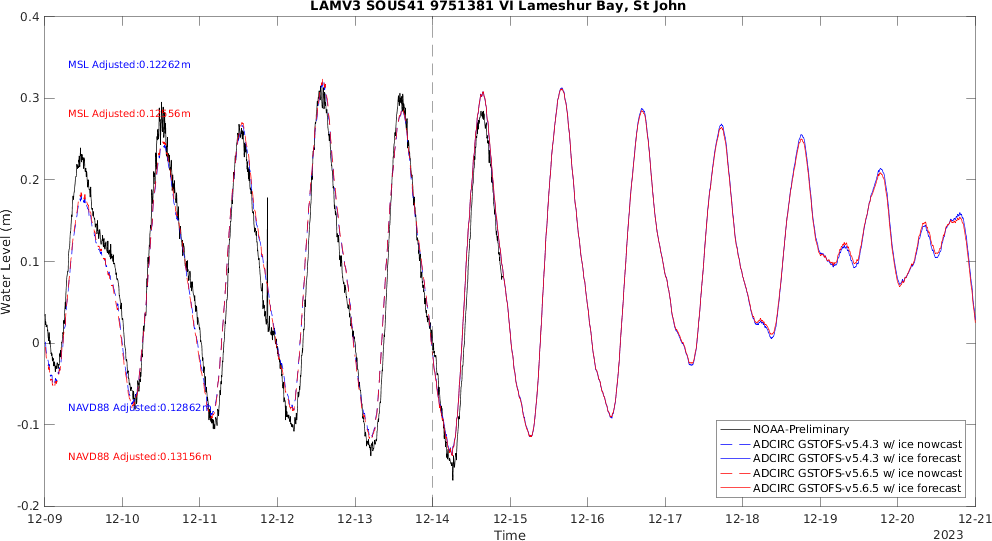 LAMV3 SOUS41 9751381 VI Lameshur Bay, St John
Water Level (m)
0.4
0.3
0.2
0.1
0
-0.1
-0.2
MSL Adjusted:0.12262m
MSL Adjusted:0.12556m
NAVD88 Adjusted:0.12862m
NAVD88 Adjusted:0.13156m
NOAA-Preliminary
ADCIRC GSTOFS-v5.4.3 w/ ice nowcast
ADCIRC GSTOFS-v5.4.3 w/ ice forecast
ADCIRC GSTOFS-v5.6.5 w/ ice nowcast
ADCIRC GSTOFS-v5.6.5 w/ ice forecast
12-09 12-10 12-11 12-12 12-13 12-14 12-15 12-16 12-17 12-18 12-19 12-20 12-21
Time
2023